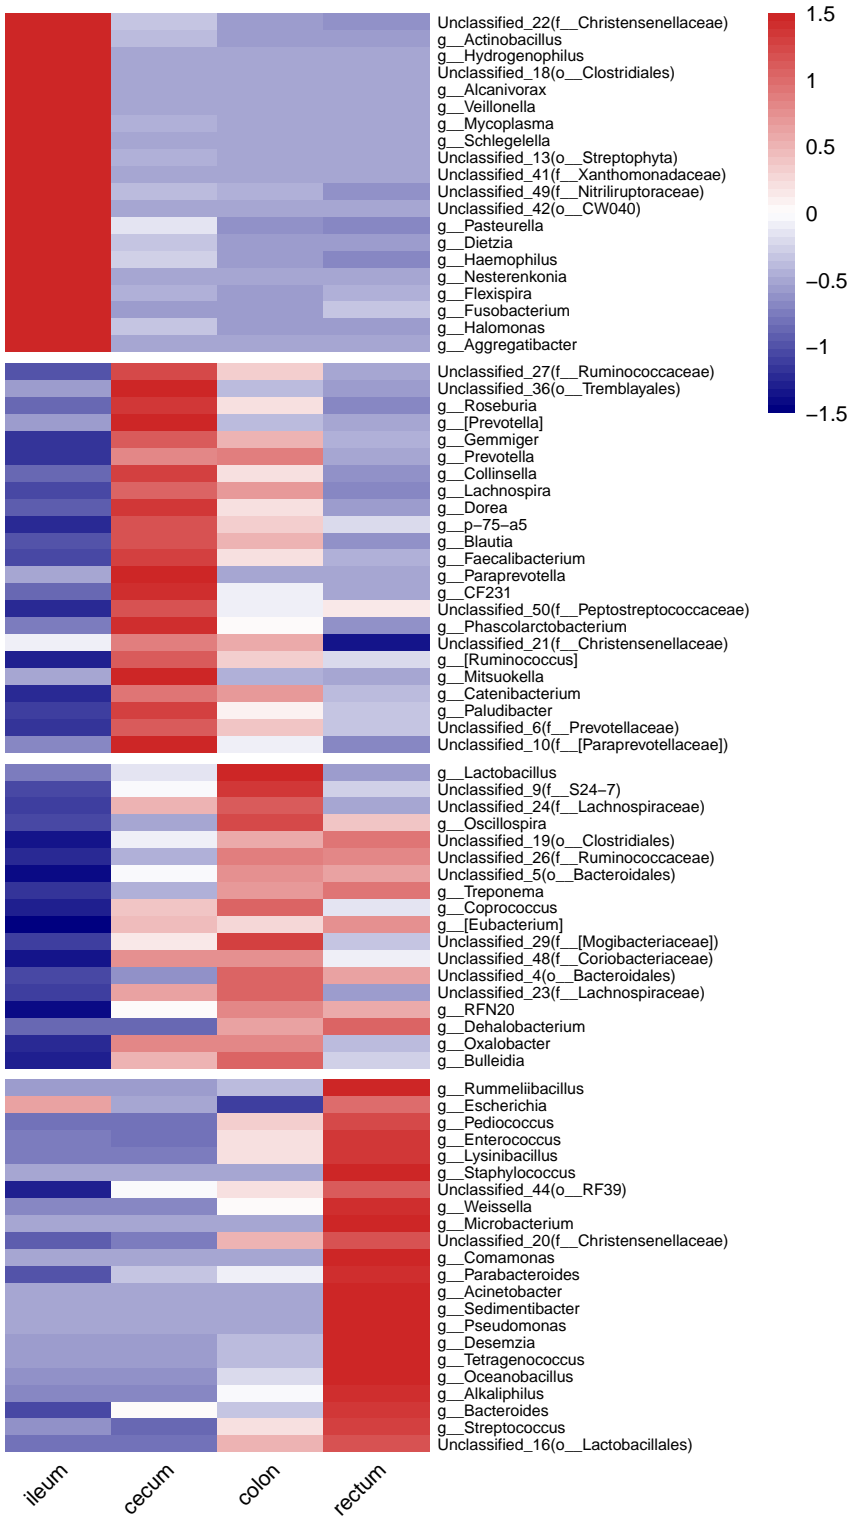 Unclassified_22(f__Christensenellaceae)
g__Actinobacillus
g__Hydrogenophilus
Unclassified_18(o__Clostridiales)
g__Alcanivorax
g__Veillonella
g__Mycoplasma
g__Schlegelella
Unclassified_13(o__Streptophyta)
Unclassified_41(f__Xanthomonadaceae)
Unclassified_49(f__Nitriliruptoraceae)
Unclassified_42(o__CW040)
g__Pasteurella
g__Dietzia
g__Haemophilus
g__Nesterenkonia
g__Flexispira
g__Fusobacterium
g__Halomonas
g__Aggregatibacter
Unclassified_27(f__Ruminococcaceae)
Unclassified_36(o__Tremblayales)
g__Roseburia
g__[Prevotella]
g__Gemmiger
g__Prevotella
g__Collinsella
g__Lachnospira
g__Dorea
g__p−75−a5
g__Blautia
g__Faecalibacterium
g__Paraprevotella
g__CF231
Unclassified_50(f__Peptostreptococcaceae)
g__Phascolarctobacterium
Unclassified_21(f__Christensenellaceae)
g__[Ruminococcus]
g__Mitsuokella
g__Catenibacterium
g__Paludibacter
Unclassified_6(f__Prevotellaceae)
Unclassified_10(f__[Paraprevotellaceae])
g__Lactobacillus
Unclassified_9(f__S24−7)
Unclassified_24(f__Lachnospiraceae)
g__Oscillospira
Unclassified_19(o__Clostridiales)
Unclassified_26(f__Ruminococcaceae)
Unclassified_5(o__Bacteroidales)
g__Treponema
g__Coprococcus
g__[Eubacterium]
Unclassified_29(f__[Mogibacteriaceae])
Unclassified_48(f__Coriobacteriaceae)
Unclassified_4(o__Bacteroidales)
Unclassified_23(f__Lachnospiraceae)
g__RFN20
g__Dehalobacterium
g__Oxalobacter
g__Bulleidia
g__Rummeliibacillus
g__Escherichia
g__Pediococcus
g__Enterococcus
g__Lysinibacillus
g__Staphylococcus
Unclassified_44(o__RF39)
g__Weissella
g__Microbacterium
Unclassified_20(f__Christensenellaceae)
g__Comamonas
g__Parabacteroides
g__Acinetobacter
g__Sedimentibacter
g__Pseudomonas
g__Desemzia
g__Tetragenococcus
g__Oceanobacillus
g__Alkaliphilus
g__Bacteroides
g__Streptococcus
Unclassified_16(o__Lactobacillales)
ileum
cecum
colon
rectum
1.5
1
0.5
0
−0.5
−1
−1.5